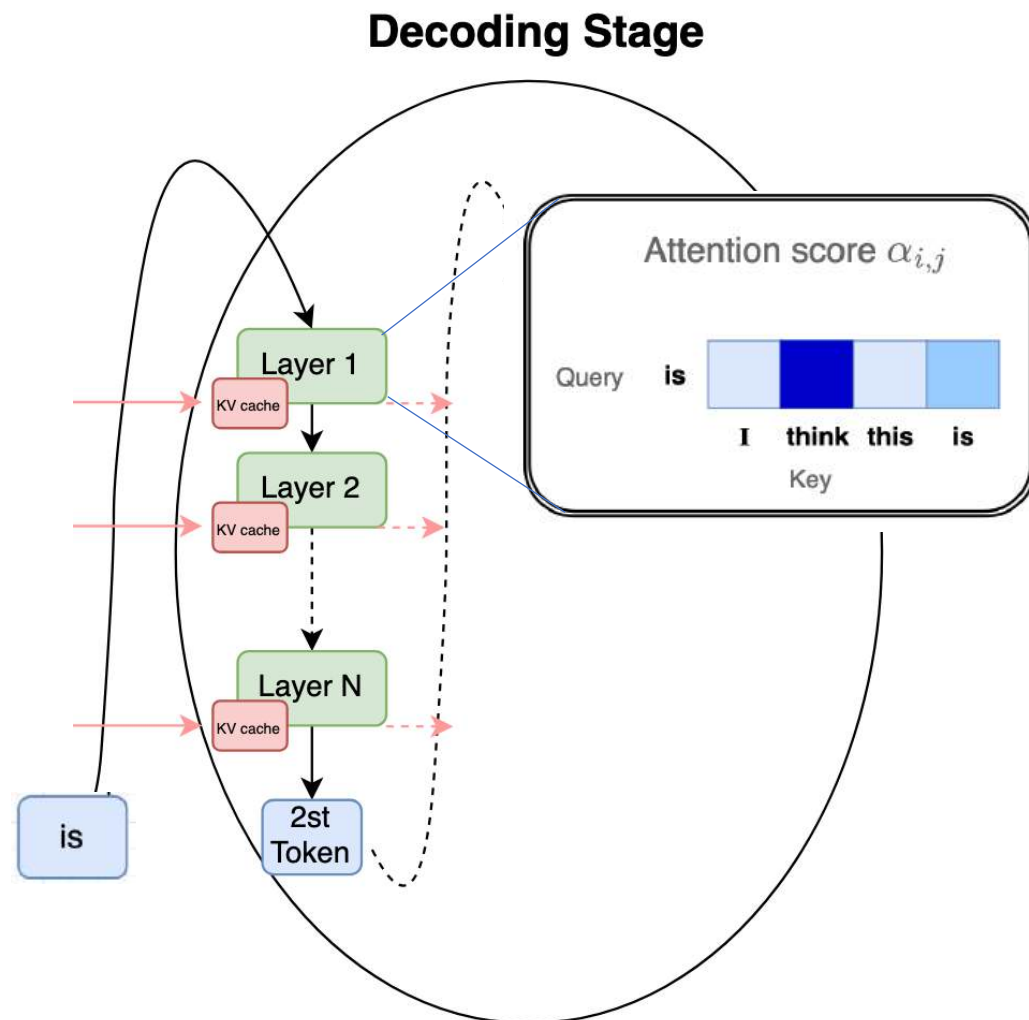 Decoding Stage
Attention score α_{i,j}
Query
is
I think this is
Key
Layer 1
KV cache
Layer 2
KV cache
Layer N
KV cache
2st
Token
is